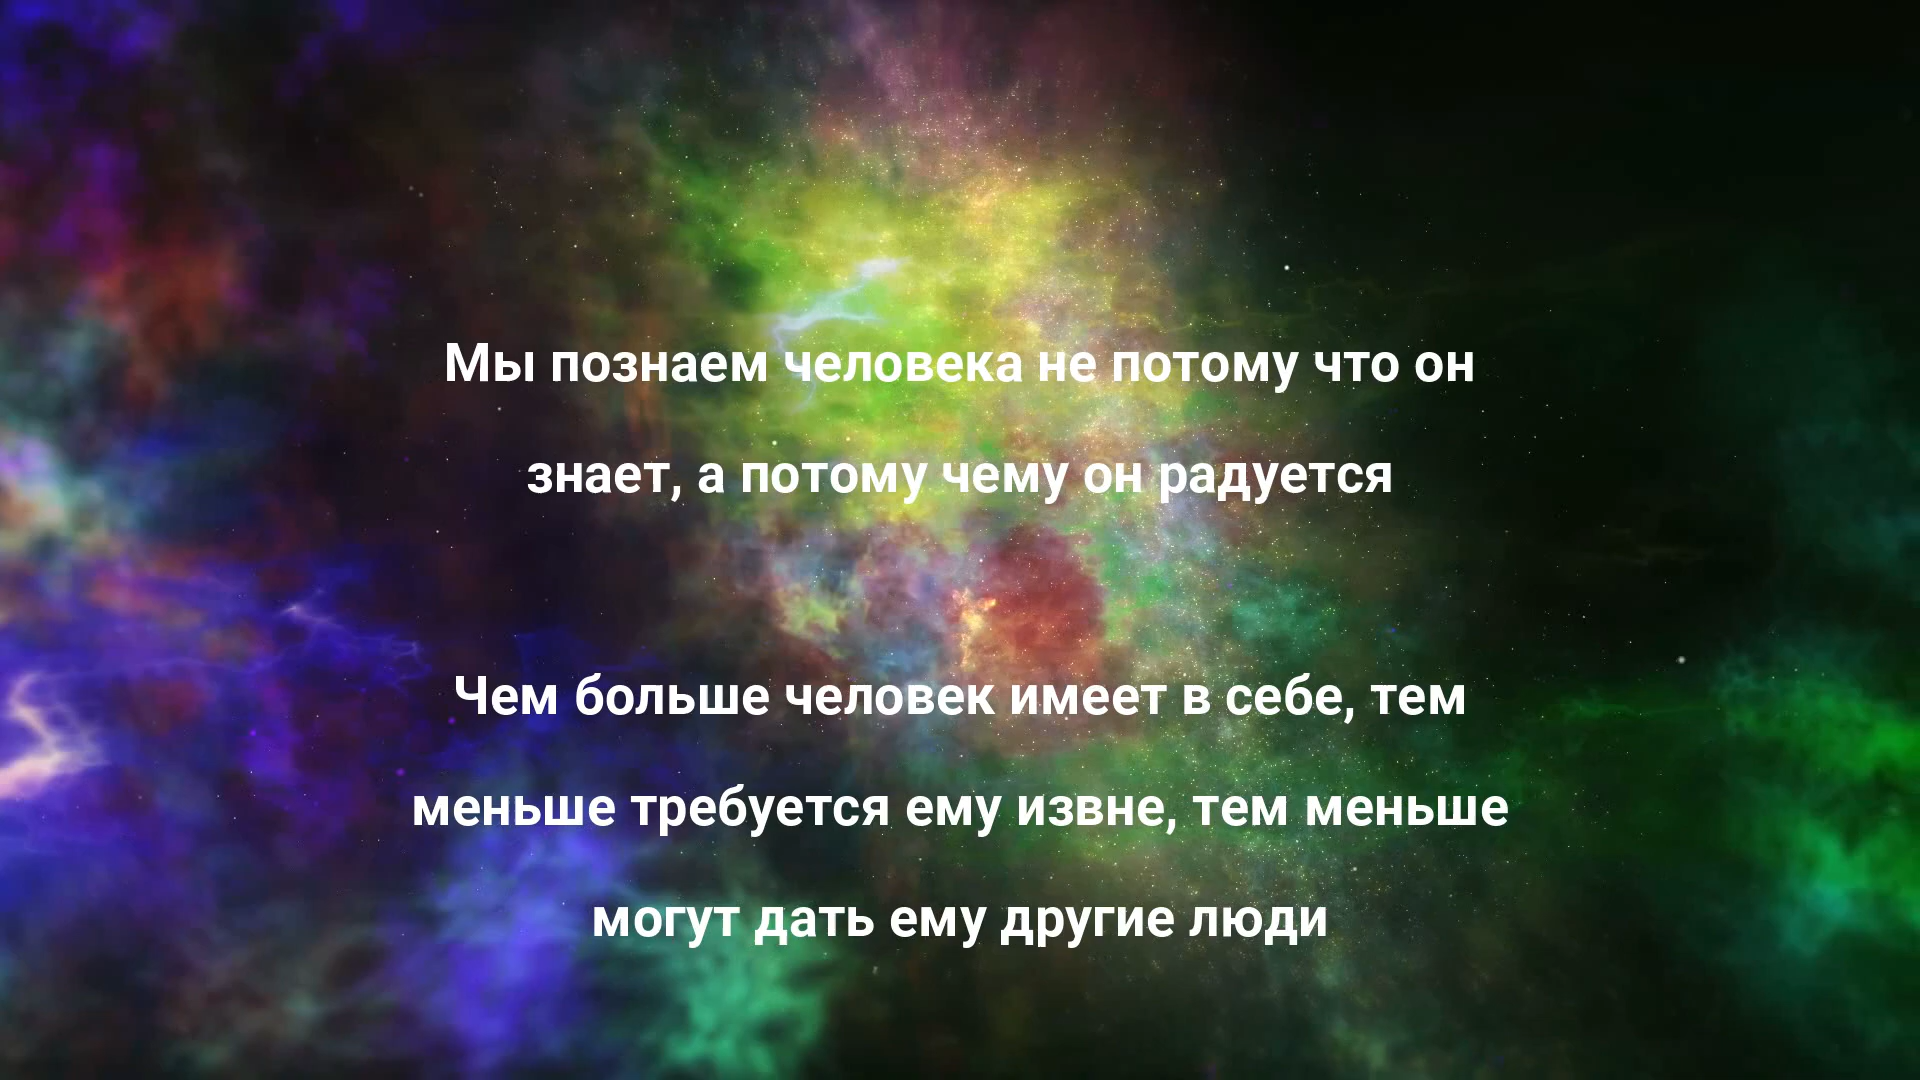 Мы познаем человека не потому что он
знает, а потому чему он радуется
Чем больше человек имеет в себе, тем
меньше требуется ему извне, тем меньше
могут дать ему другие люди